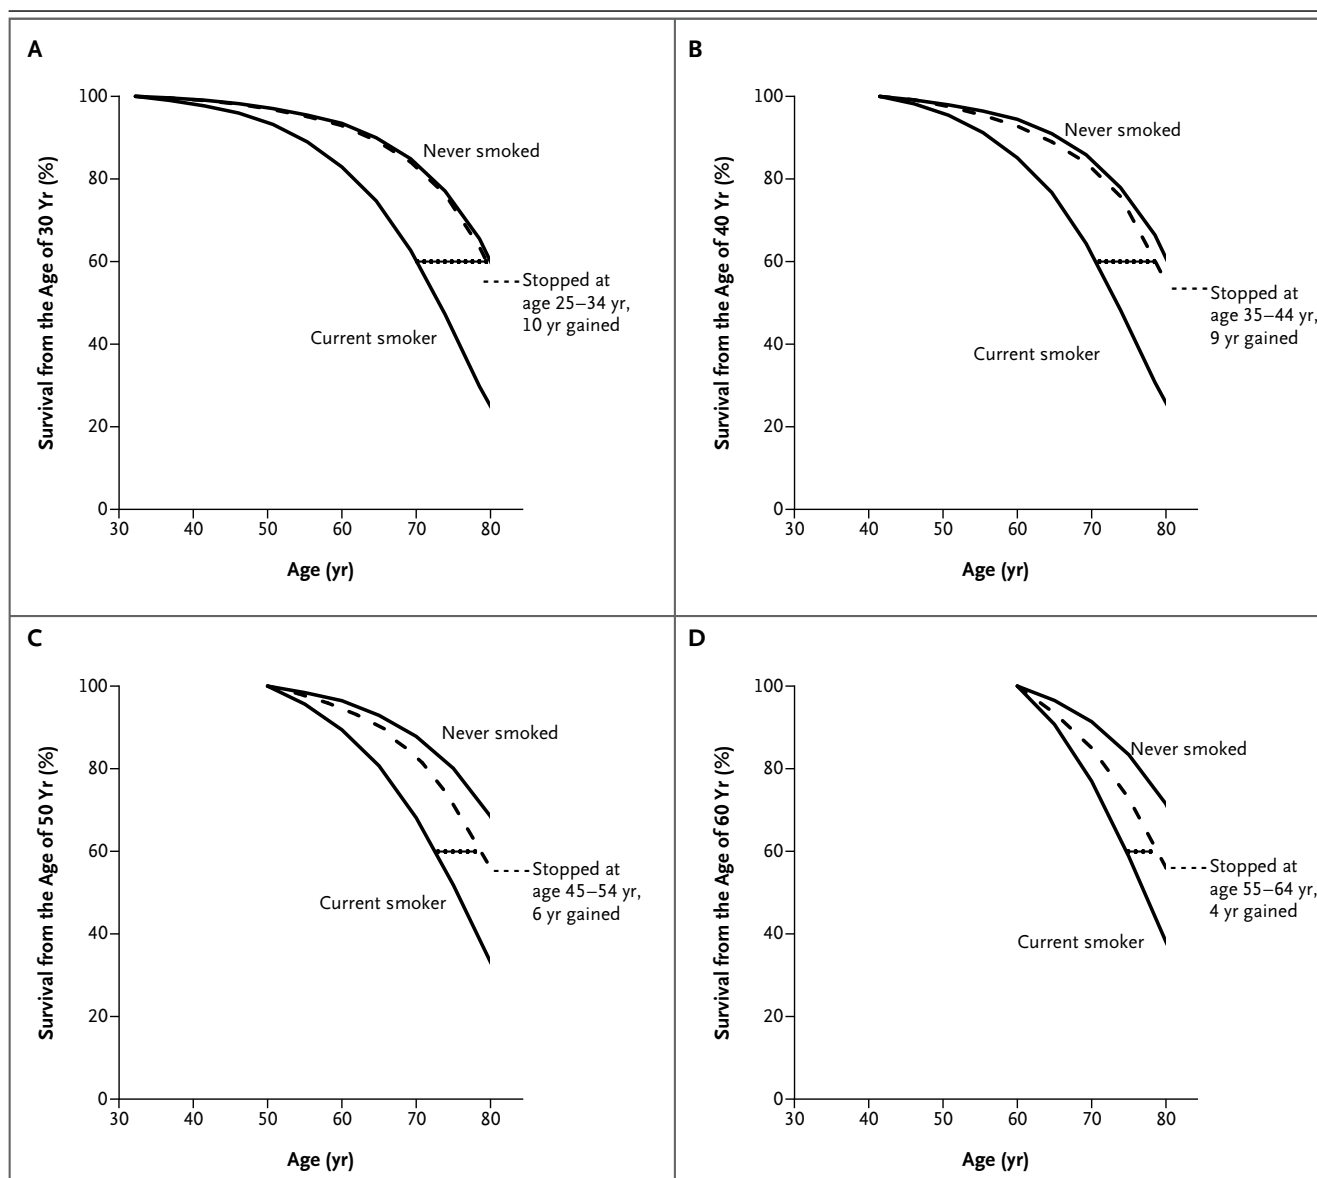 A
Survival from the Age of 30 Yr (%)
100
80
60
40
20
0
Never smoked
Stopped at
age 25–34 yr,
10 yr gained
Current smoker
30 40 50 60 70 80
Age (yr)
B
Survival from the Age of 40 Yr (%)
100
80
60
40
20
0
Never smoked
Stopped at
age 35–44 yr,
9 yr gained
Current smoker
30 40 50 60 70 80
Age (yr)
C
Survival from the Age of 50 Yr (%)
100
80
60
40
20
0
Never smoked
Stopped at
age 45–54 yr,
6 yr gained
Current smoker
30 40 50 60 70 80
Age (yr)
D
Survival from the Age of 60 Yr (%)
100
80
60
40
20
0
Never smoked
Stopped at
age 55–64 yr,
4 yr gained
Current smoker
30 40 50 60 70 80
Age (yr)